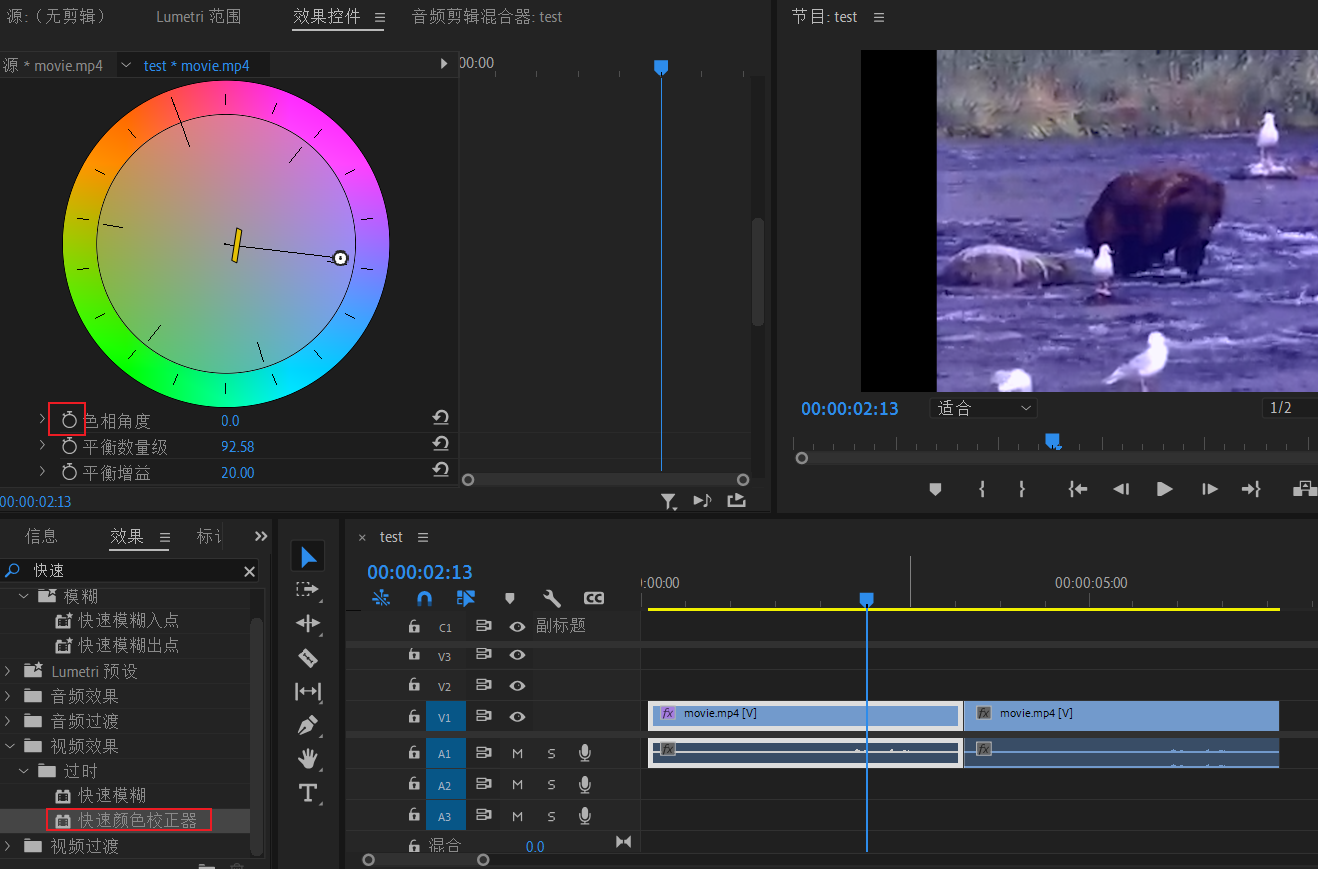 源:（无剪辑）
Lumetri 范围
效果控件
音频剪辑混合器: test
节目: test
源 * movie.mp4
test * movie.mp4
00:00
色相角度
0.0
平衡数量级
92.58
平衡增益
20.00
00:00:02:13
00:00:02:13
适合
1/2
信息
效果
标记
快速
模糊
快速模糊入点
快速模糊出点
Lumetri 预设
音频效果
音频过渡
视频效果
过时
快速模糊
快速颜色校正器
视频过渡
× test
00:00:02:13
:00:00
00:00:05:00
CC
C1
副标题
V3
V2
V1
fx movie.mp4 [V]
fx movie.mp4 [V]
A1 M S
fx
fx
A2 M S
A3 M S
混合
0.0